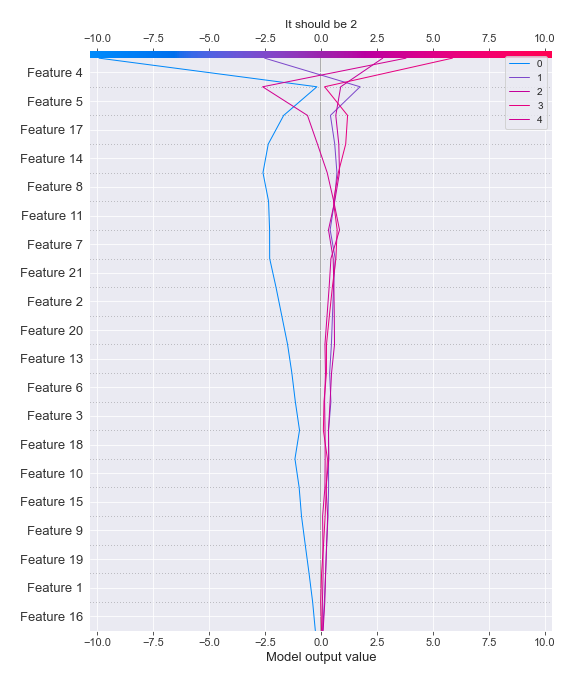 It should be 2
−10.0 −7.5 −5.0 −2.5 0.0 2.5 5.0 7.5 10.0
0
1
2
3
4
Feature 4
Feature 5
Feature 17
Feature 14
Feature 8
Feature 11
Feature 7
Feature 21
Feature 2
Feature 20
Feature 13
Feature 6
Feature 3
Feature 18
Feature 10
Feature 15
Feature 9
Feature 19
Feature 1
Feature 16
−10.0 −7.5 −5.0 −2.5 0.0 2.5 5.0 7.5 10.0
Model output value